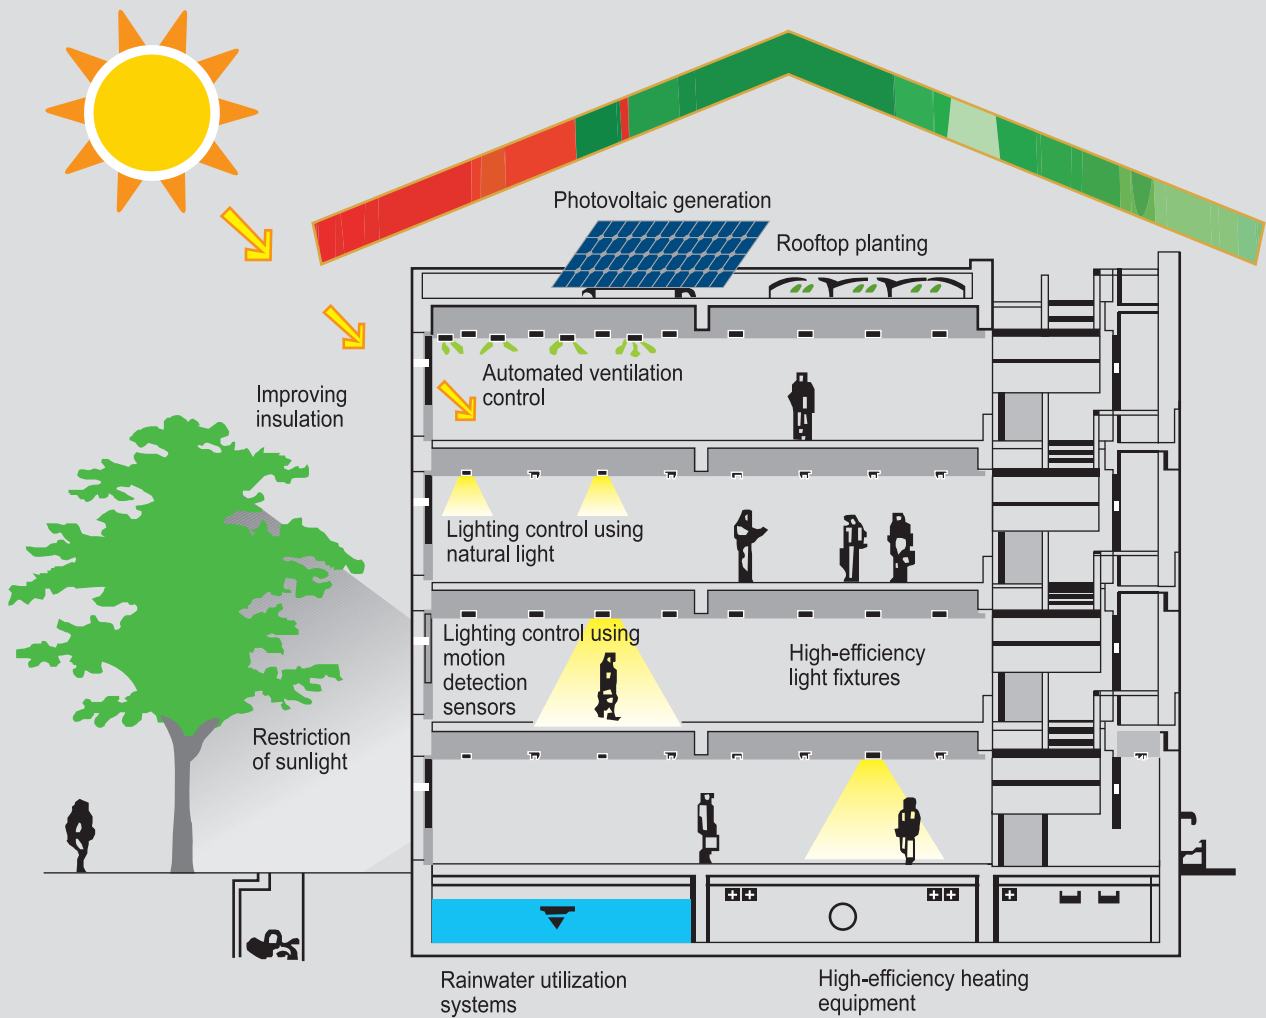 Photovoltaic generation
Rooftop planting
Automated ventilation
control
Improving
insulation
Lighting control using
natural light
Lighting control using
motion
detection
sensors
High-efficiency
light fixtures
Restriction
of sunlight
Rainwater utilization
systems
High-efficiency heating
equipment